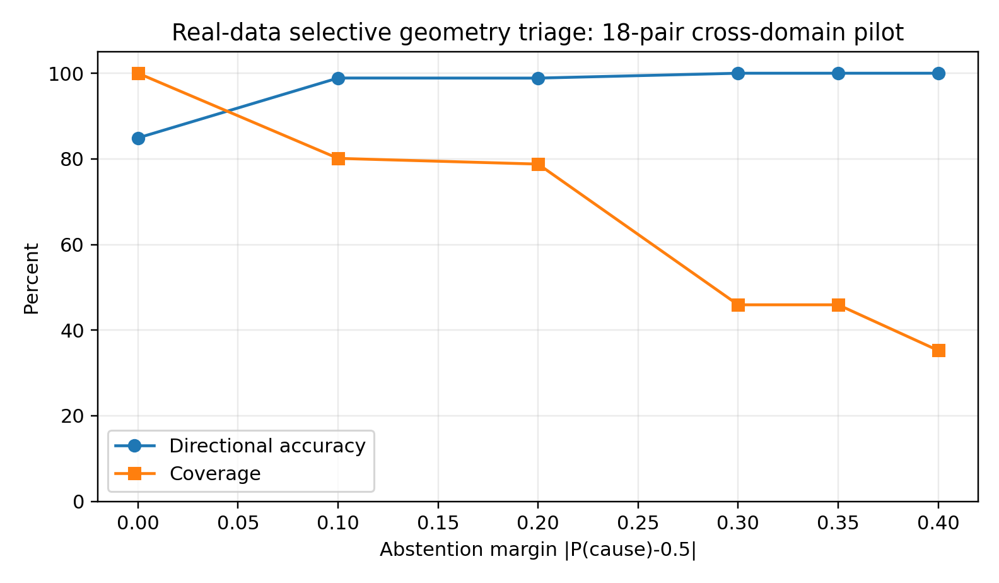 Real-data selective geometry triage: 18-pair cross-domain pilot
100
80
60
40
20
0
Percent
Directional accuracy
Coverage
0.00 0.05 0.10 0.15 0.20 0.25 0.30 0.35 0.40
Abstention margin |P(cause)-0.5|